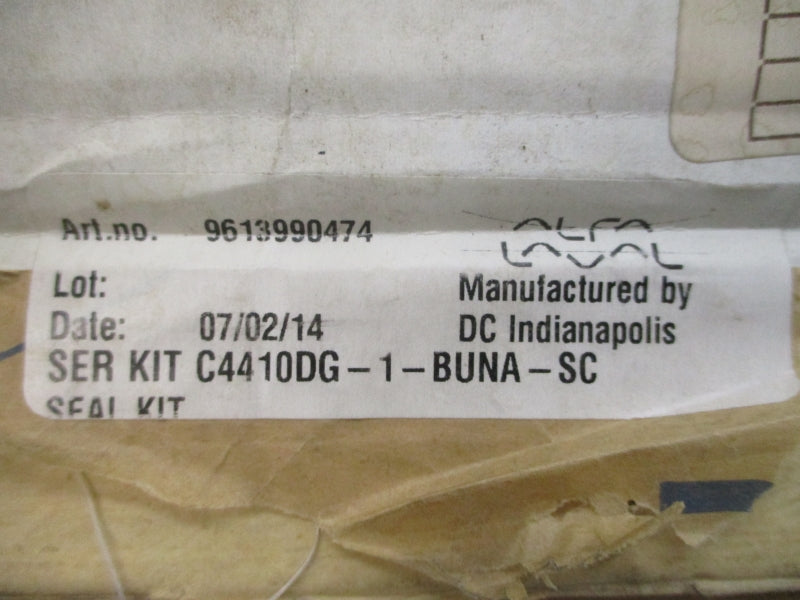 Art.no. 9613990474
ALFA
LAVAL
Lot:
Manufactured by
Date: 07/02/14
DC Indianapolis
SER KIT C4410DG-1-BUNA-SC
SEAL KIT